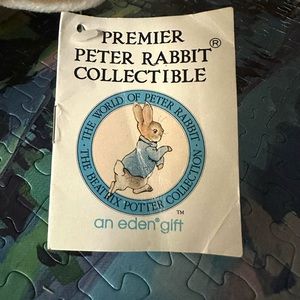 PREMIER
PETER RABBIT®
COLLECTIBLE
· THE WORLD OF PETER RABBIT ·
THE BEATRIX POTTER COLLECTION
™
an eden® gift